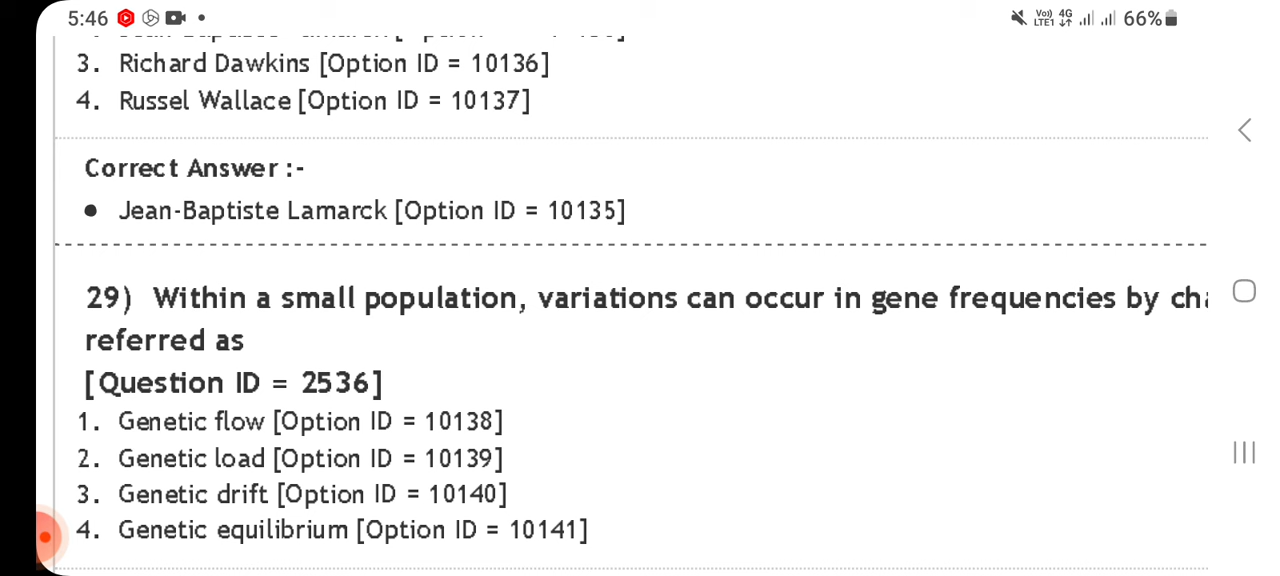 5:46 Vo) 4G LTE1 66%
3. Richard Dawkins [Option ID = 10136]
4. Russel Wallace [Option ID = 10137]
Correct Answer :-
• Jean-Baptiste Lamarck [Option ID = 10135]
29) Within a small population, variations can occur in gene frequencies by
referred as
[Question ID = 2536]
1. Genetic flow [Option ID = 10138]
2. Genetic load [Option ID = 10139]
3. Genetic drift [Option ID = 10140]
4. Genetic equilibrium [Option ID = 10141]